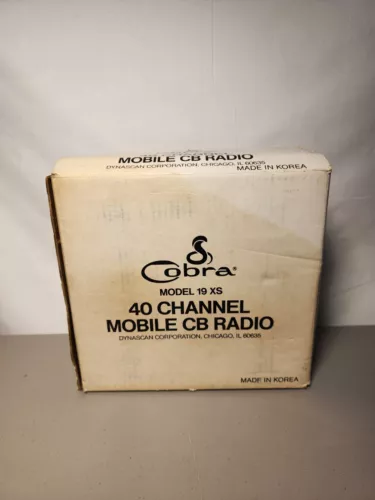 MOBILE CB RADIO
DYNASCAN CORPORATION, CHICAGO, IL 60635
MADE IN KOREA
Cobra®
MODEL 19 XS
40 CHANNEL
MOBILE CB RADIO
DYNASCAN CORPORATION, CHICAGO, IL 60635
MADE IN KOREA